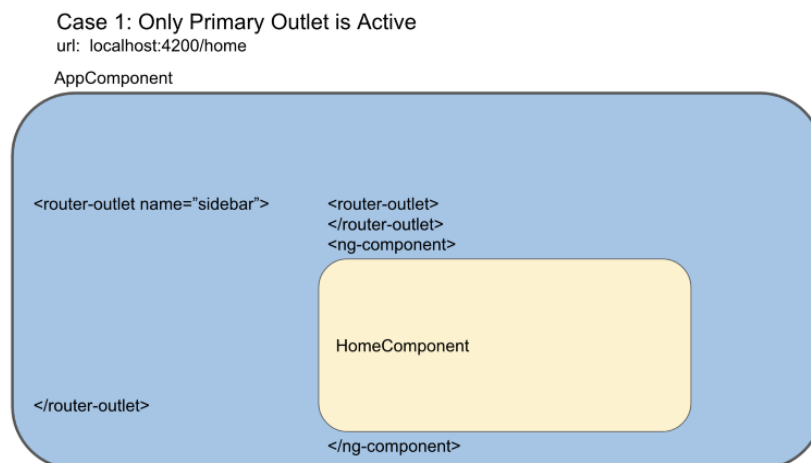 Case 1: Only Primary Outlet is Active
url:  localhost:4200/home
AppComponent
<router-outlet name=”sidebar”>
</router-outlet>
<router-outlet>
</router-outlet>
<ng-component>
HomeComponent
</ng-component>